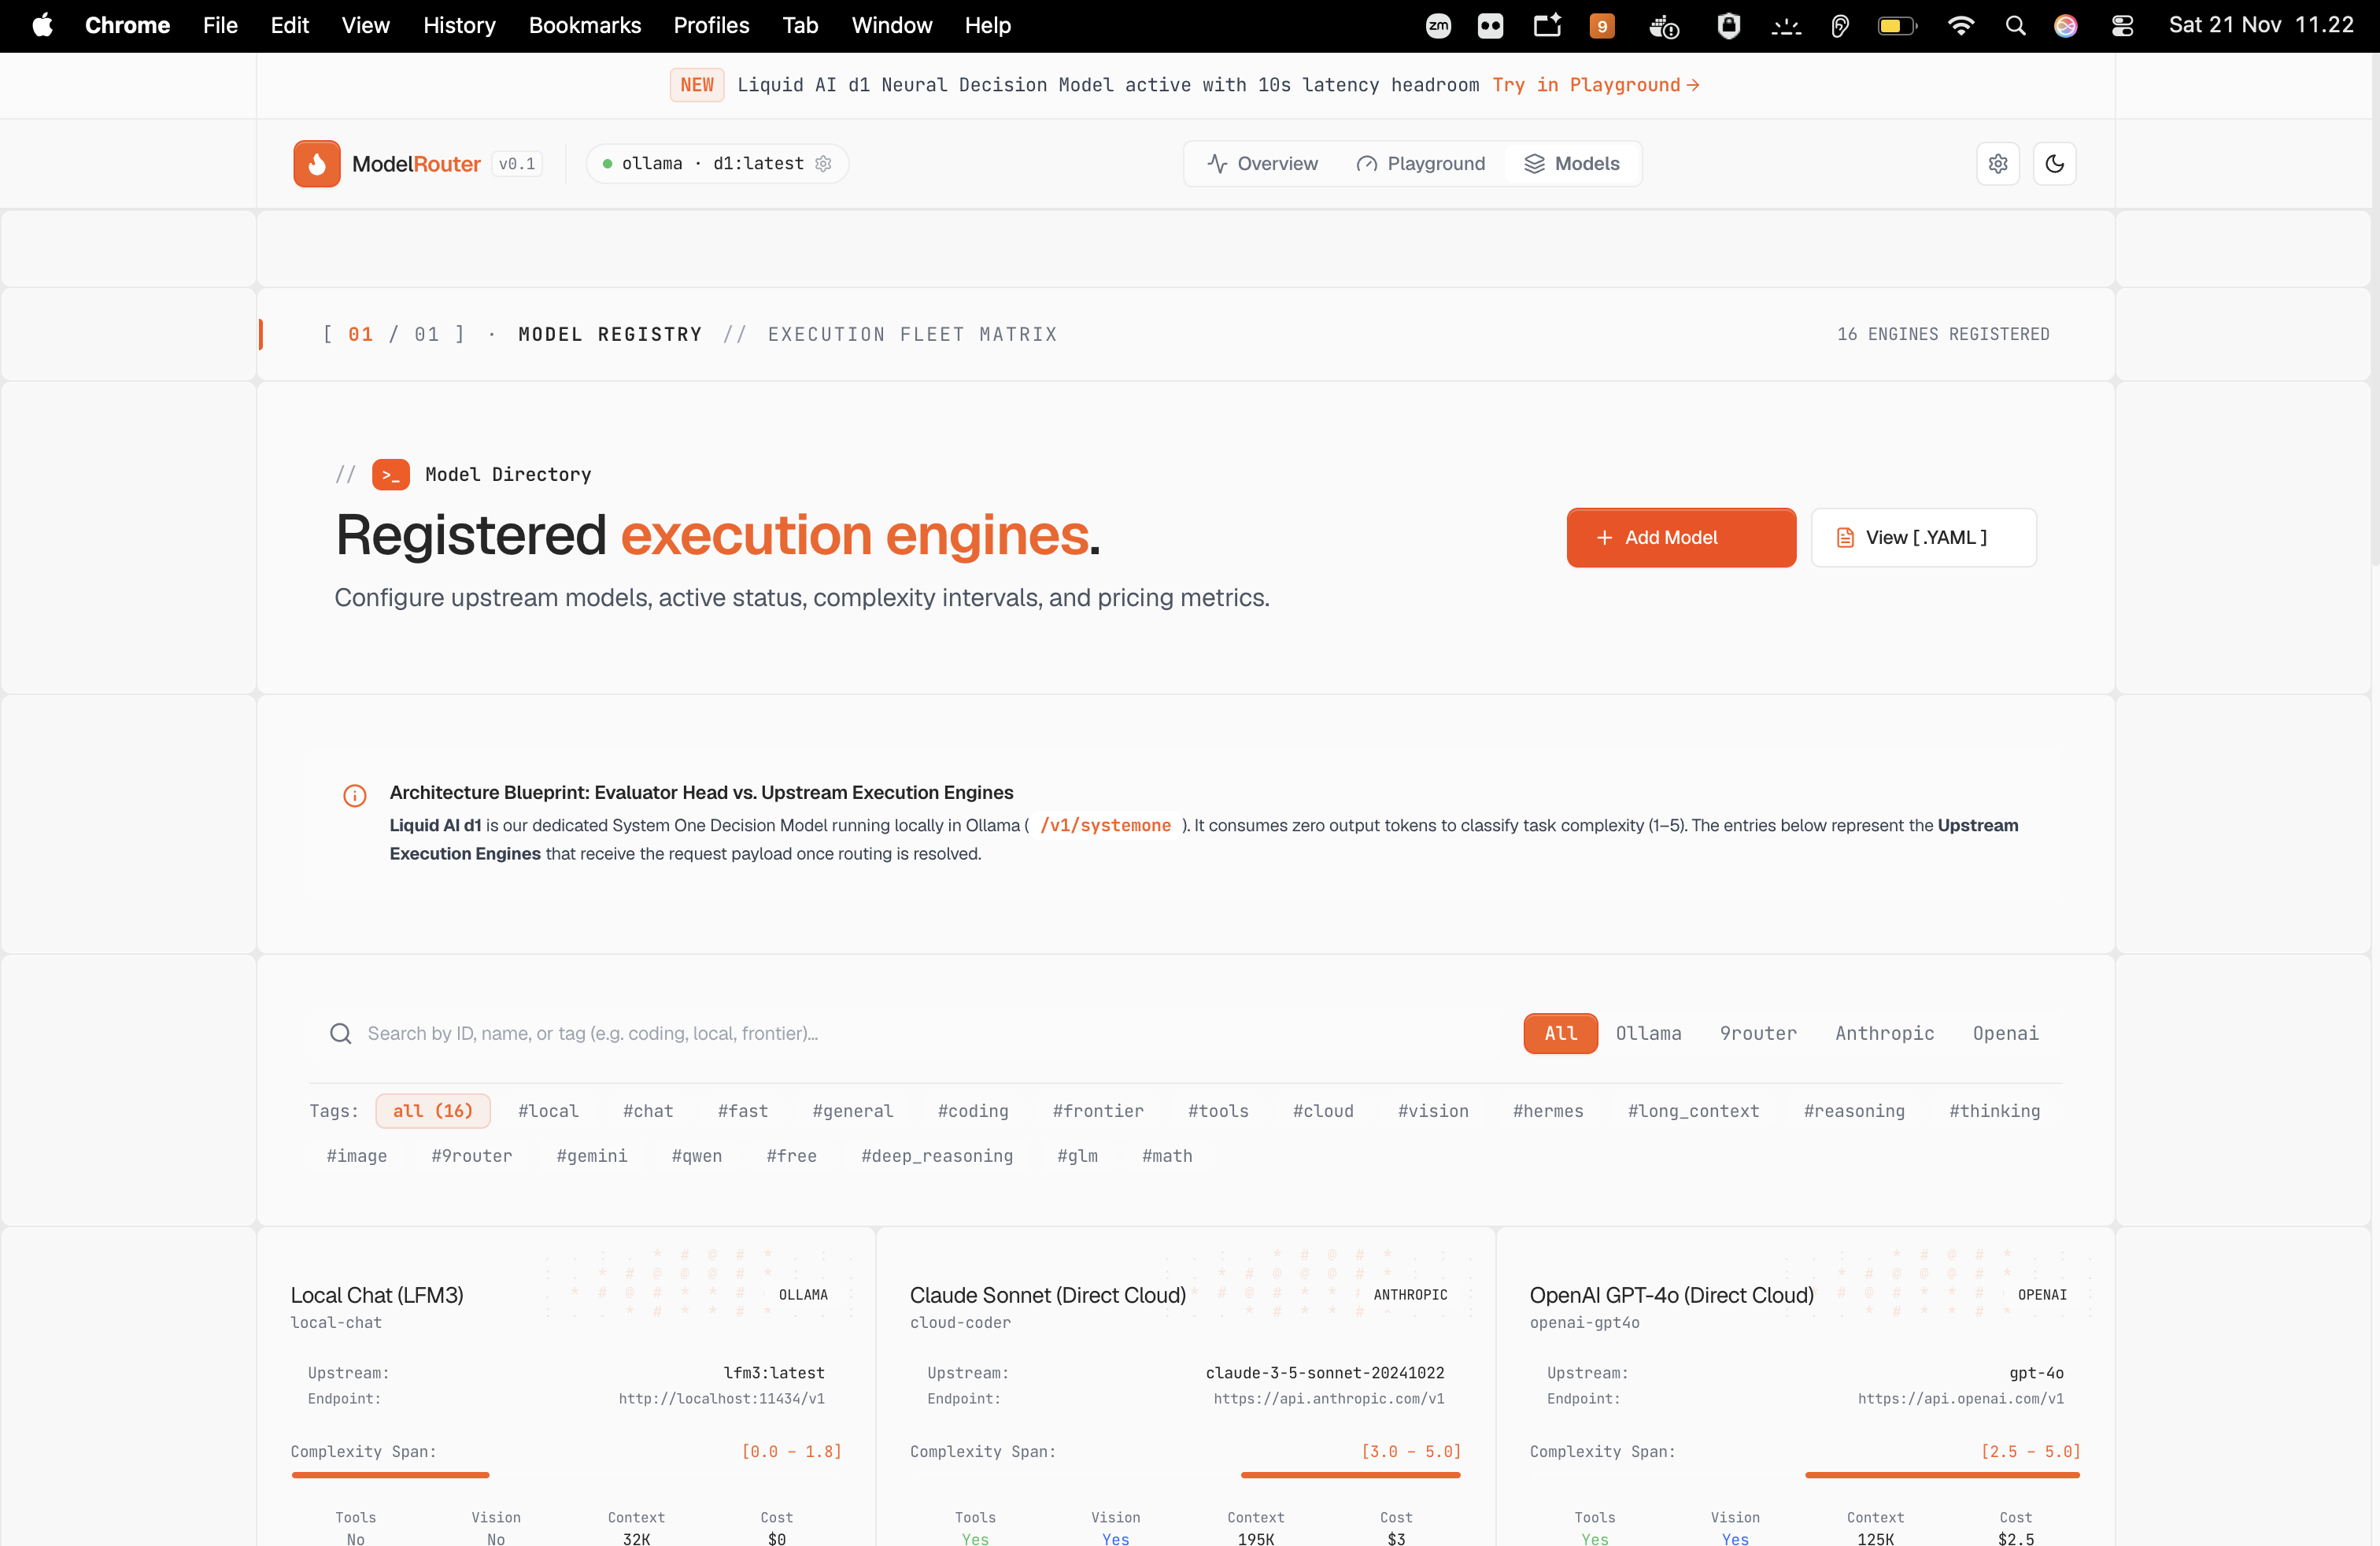 Chrome File Edit View History Bookmarks Profiles Tab Window Help zm 9 Sat 21 Nov 11.22
NEW Liquid AI d1 Neural Decision Model active with 10s latency headroom Try in Playground →
ModelRouter v0.1 ollama · d1:latest Overview Playground Models
[ 01 / 01 ] · MODEL REGISTRY // EXECUTION FLEET MATRIX 16 ENGINES REGISTERED
// >_ Model Directory
Registered execution engines.
+ Add Model View [ .YAML ]
Configure upstream models, active status, complexity intervals, and pricing metrics.
Architecture Blueprint: Evaluator Head vs. Upstream Execution Engines
Liquid AI d1 is our dedicated System One Decision Model running locally in Ollama ( /v1/systemone ). It consumes zero output tokens to classify task complexity (1–5). The entries below represent the Upstream
Execution Engines that receive the request payload once routing is resolved.
Search by ID, name, or tag (e.g. coding, local, frontier)... All Ollama 9router Anthropic Openai
Tags: all (16) #local #chat #fast #general #coding #frontier #tools #cloud #vision #hermes #long_context #reasoning #thinking
#image #9router #gemini #qwen #free #deep_reasoning #glm #math
Local Chat (LFM3) OLLAMA
local-chat
Upstream: lfm3:latest
Endpoint: http://localhost:11434/v1
Complexity Span: [0.0 – 1.8]
Tools Vision Context Cost
No No 32K $0
Claude Sonnet (Direct Cloud) ANTHROPIC
cloud-coder
Upstream: claude-3-5-sonnet-20241022
Endpoint: https://api.anthropic.com/v1
Complexity Span: [3.0 – 5.0]
Tools Vision Context Cost
Yes Yes 195K $3
OpenAI GPT-4o (Direct Cloud) OPENAI
openai-gpt4o
Upstream: gpt-4o
Endpoint: https://api.openai.com/v1
Complexity Span: [2.5 – 5.0]
Tools Vision Context Cost
Yes Yes 125K $2.5